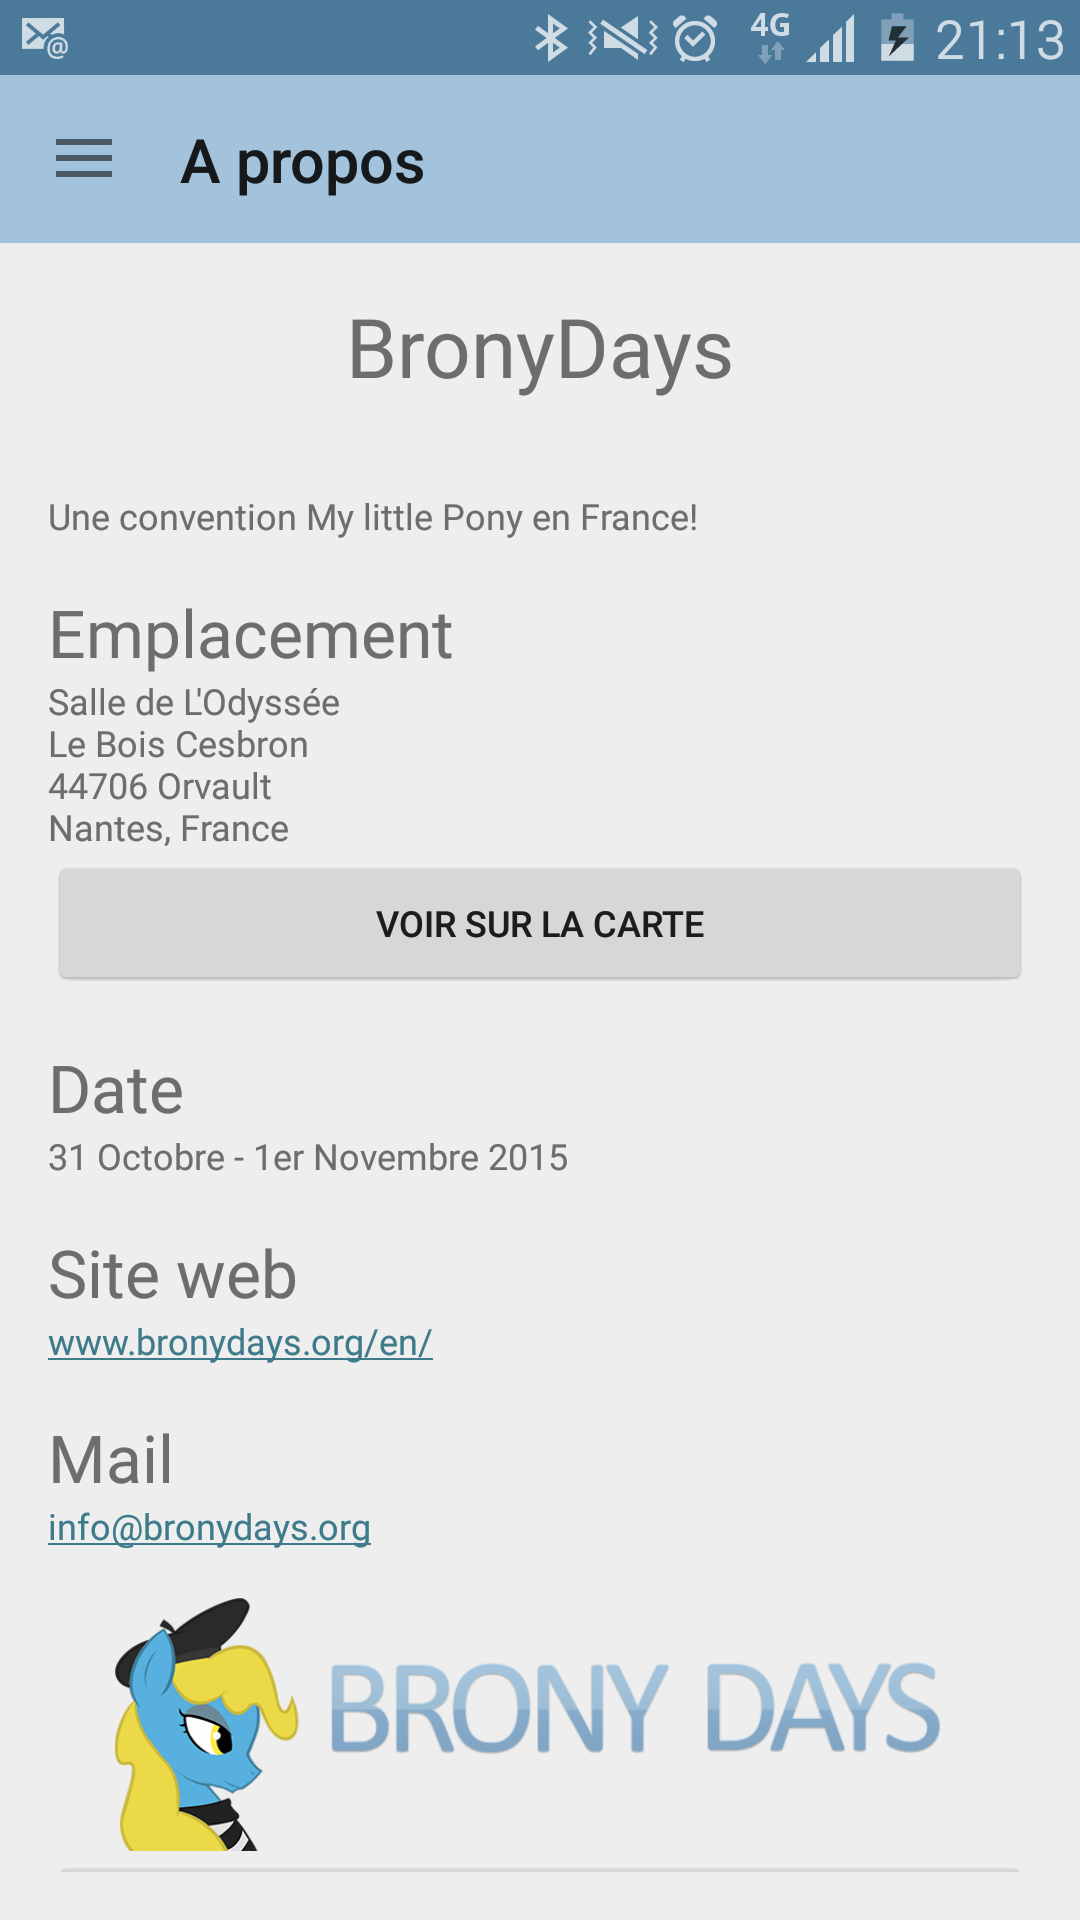 4G 21:13
A propos
BronyDays
Une convention My little Pony en France!
Emplacement
Salle de L'Odyssée
Le Bois Cesbron
44706 Orvault
Nantes, France
VOIR SUR LA CARTE
Date
31 Octobre - 1er Novembre 2015
Site web
www.bronydays.org/en/
Mail
info@bronydays.org
BRONY DAYS